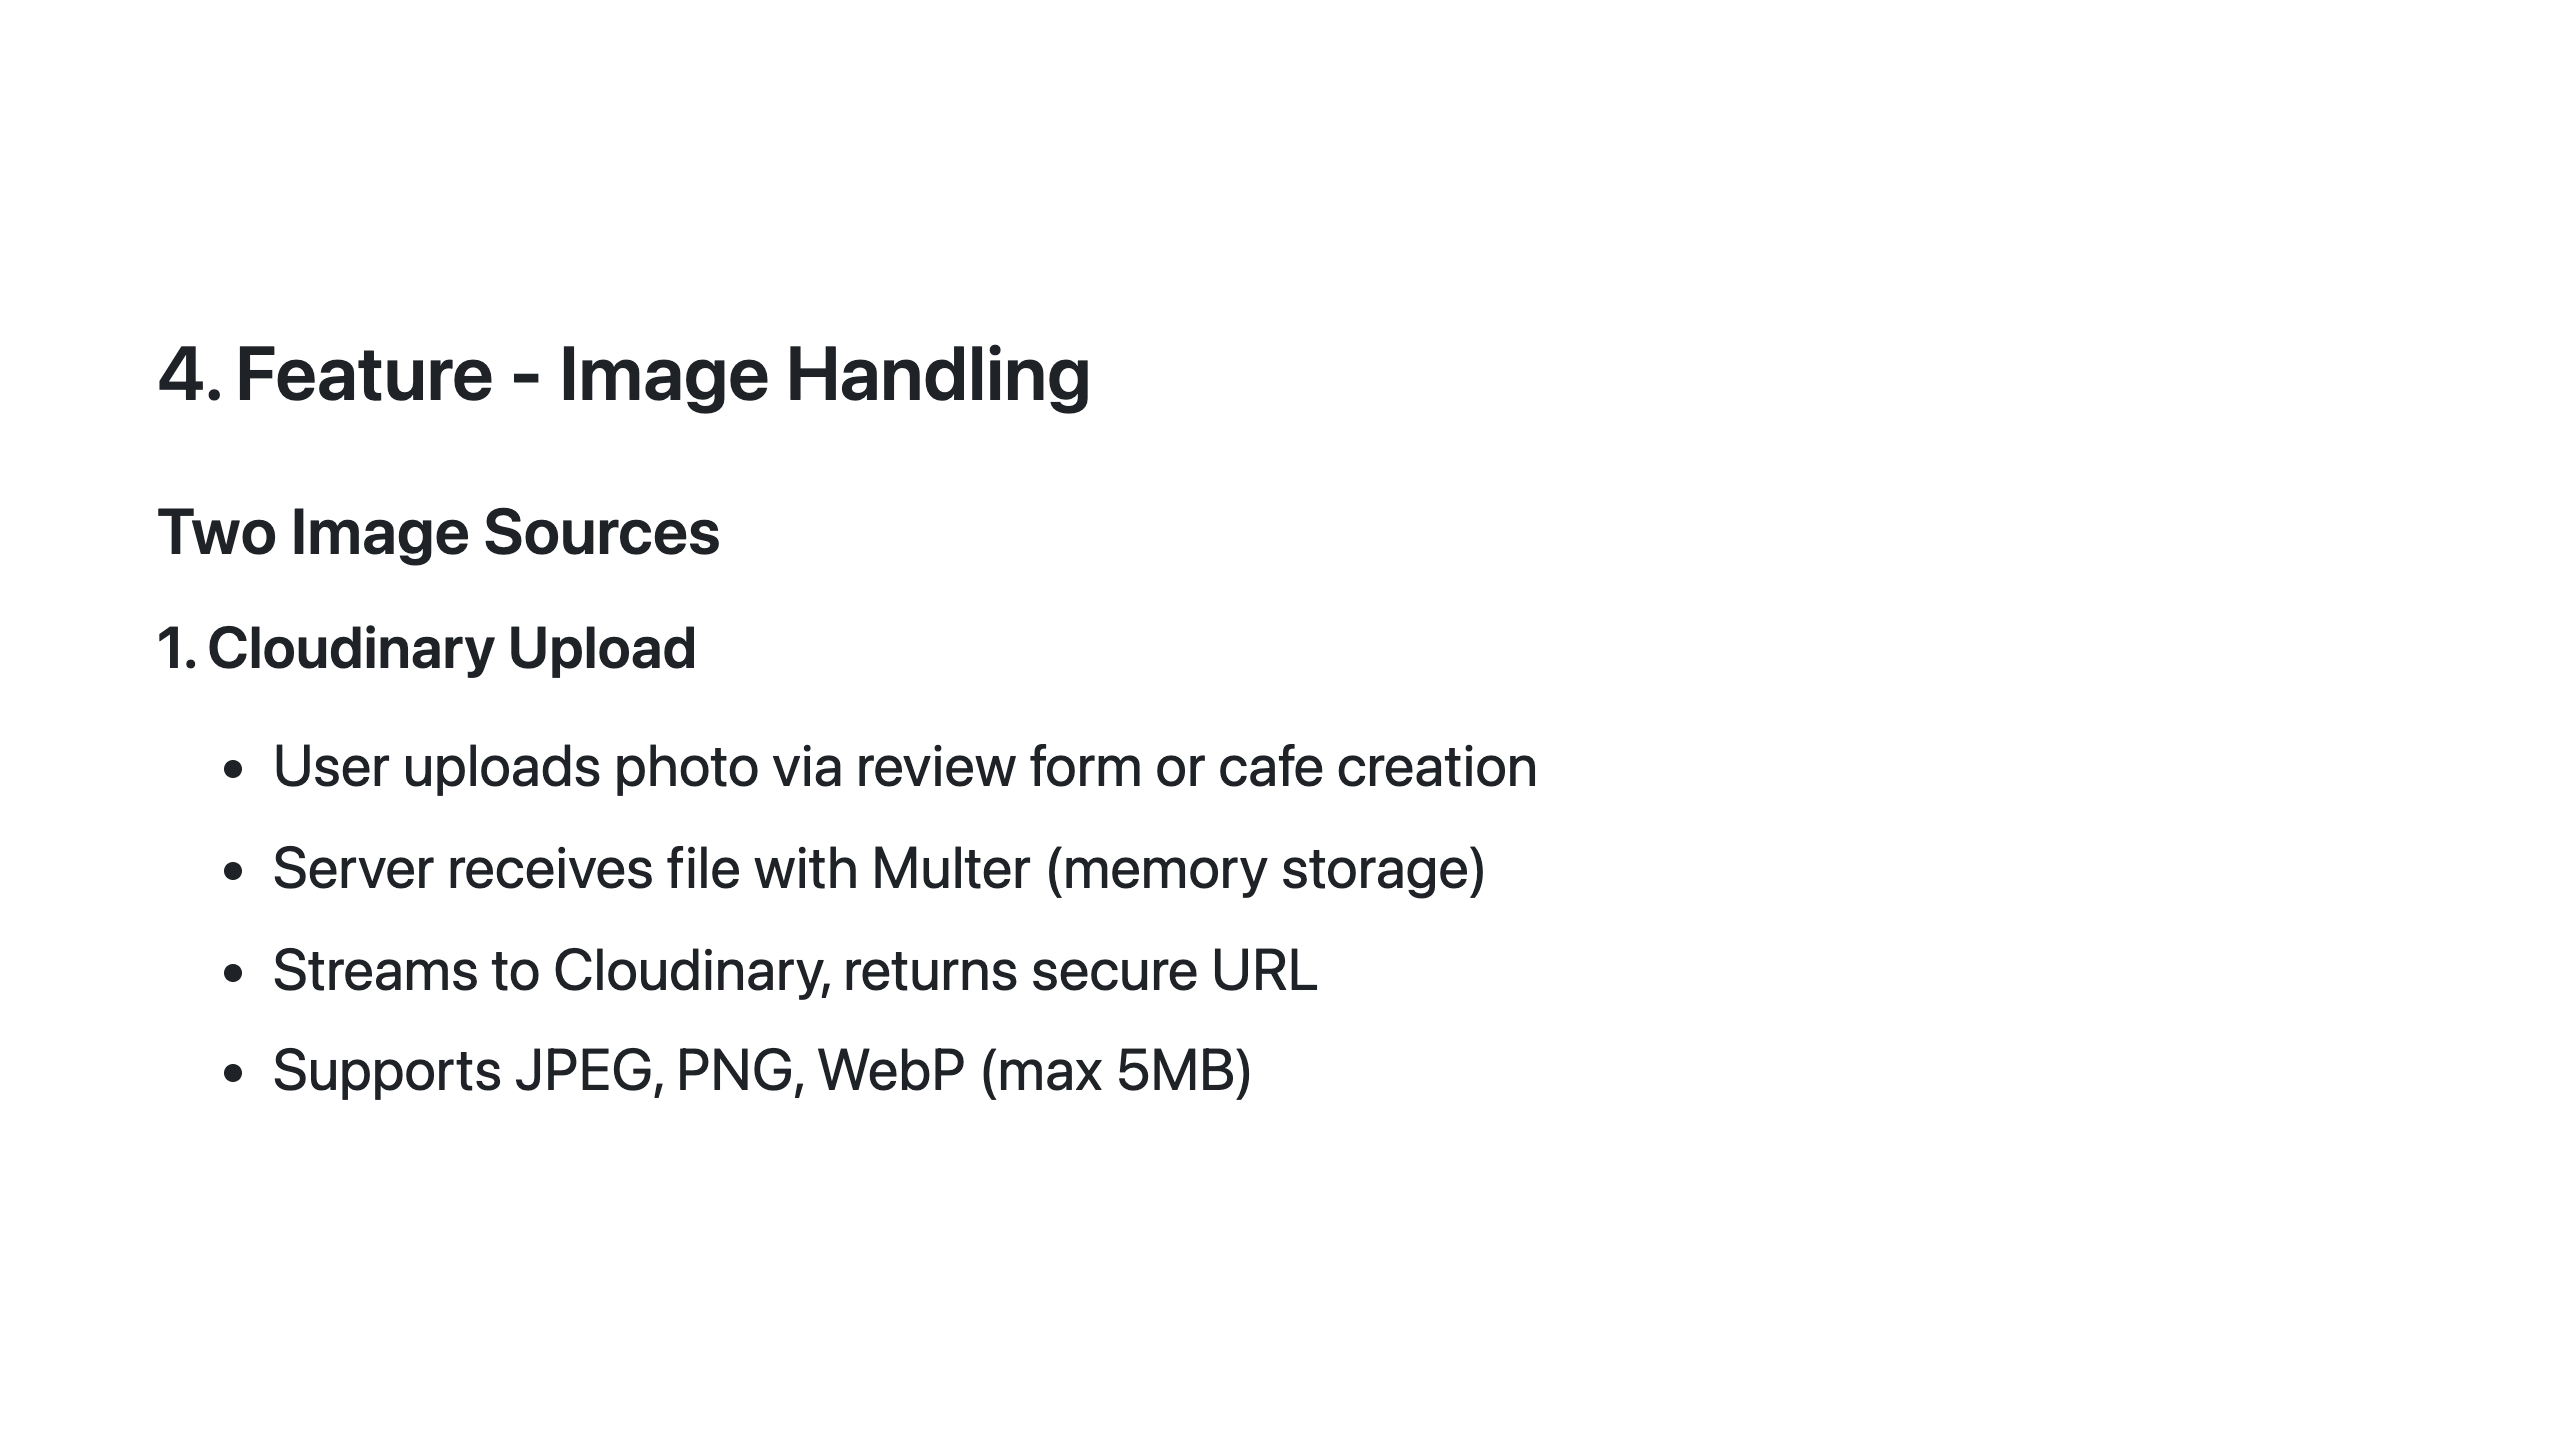 4. Feature - Image Handling
Two Image Sources
1. Cloudinary Upload
• User uploads photo via review form or cafe creation
• Server receives file with Multer (memory storage)
• Streams to Cloudinary, returns secure URL
• Supports JPEG, PNG, WebP (max 5MB)